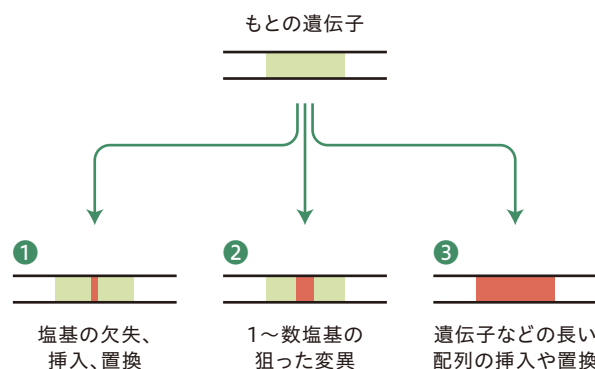 もとの遺伝子
1
2
3
塩基の欠失、
挿入、置換
1〜数塩基の
狙った変異
遺伝子などの長い
配列の挿入や置換